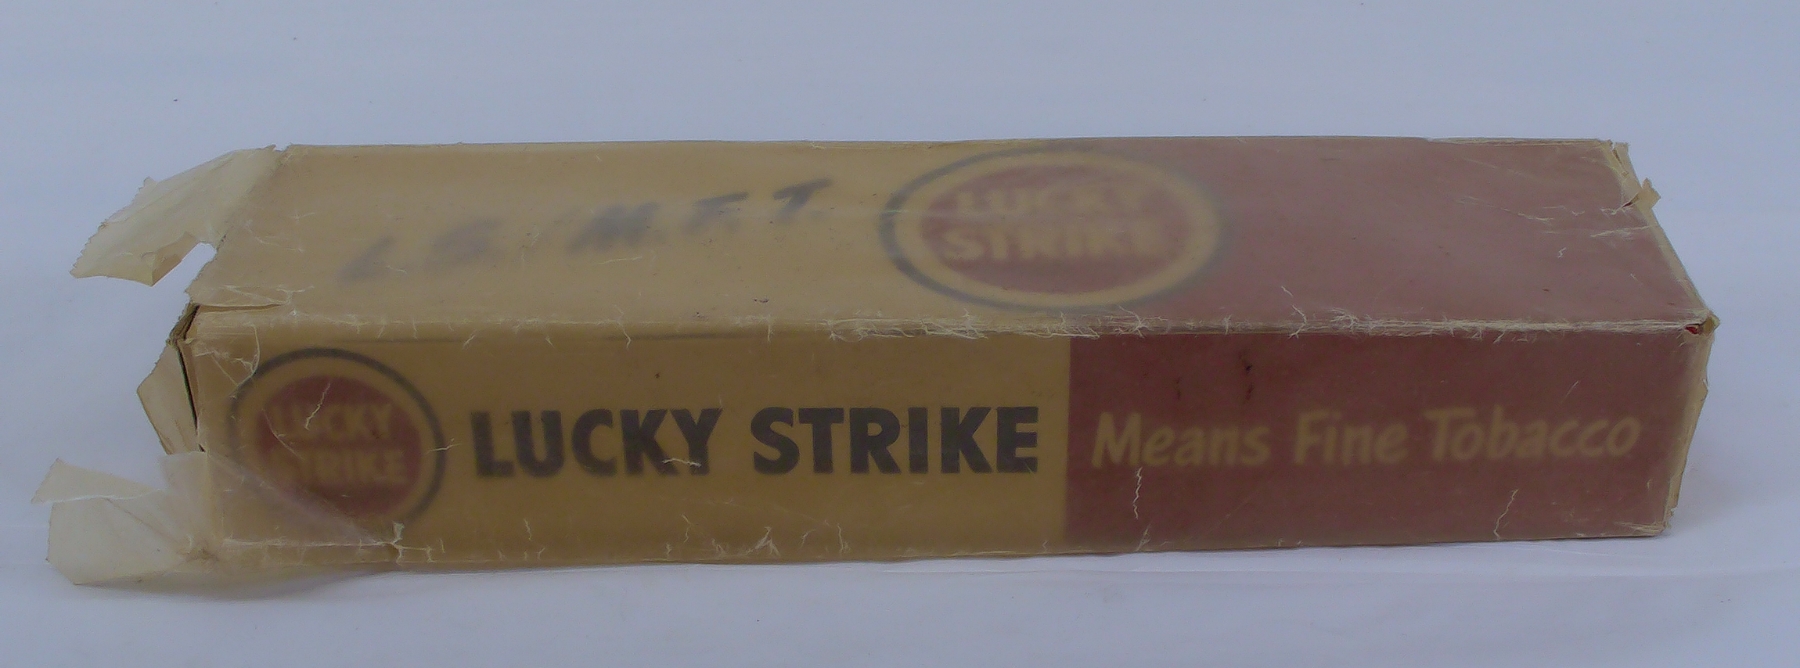 L.S./M.F.T.
LUCKY
STRIKE
LUCKY
STRIKE
LUCKY STRIKE
Means Fine Tobacco